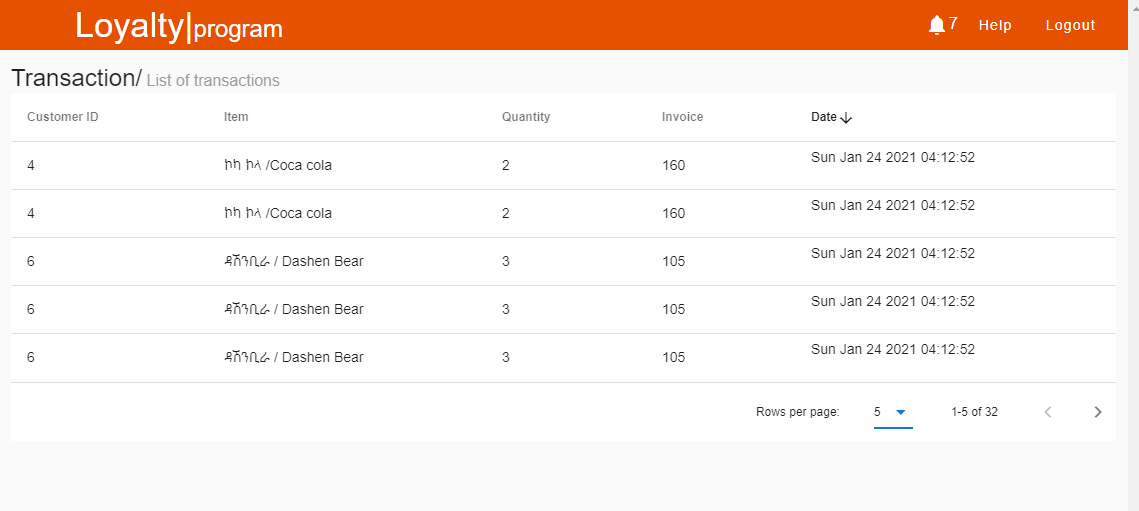 Loyalty|program
7 Help Logout
Transaction/ List of transactions
Customer ID Item Quantity Invoice Date
4 ኮካ ኮላ /Coca cola 2 160 Sun Jan 24 2021 04:12:52
4 ኮካ ኮላ /Coca cola 2 160 Sun Jan 24 2021 04:12:52
6 ዳሽንቢራ / Dashen Bear 3 105 Sun Jan 24 2021 04:12:52
6 ዳሽንቢራ / Dashen Bear 3 105 Sun Jan 24 2021 04:12:52
6 ዳሽንቢራ / Dashen Bear 3 105 Sun Jan 24 2021 04:12:52
Rows per page: 5 1-5 of 32